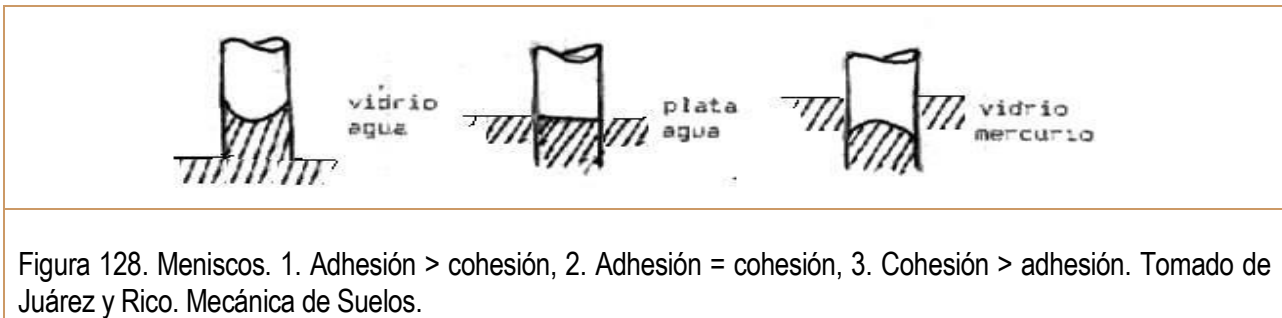 vidrio
agua
plata
agua
vidrio
mercurio
Figura 128. Meniscos. 1. Adhesión > cohesión, 2. Adhesión = cohesión, 3. Cohesión > adhesión. Tomado de
Juárez y Rico. Mecánica de Suelos.